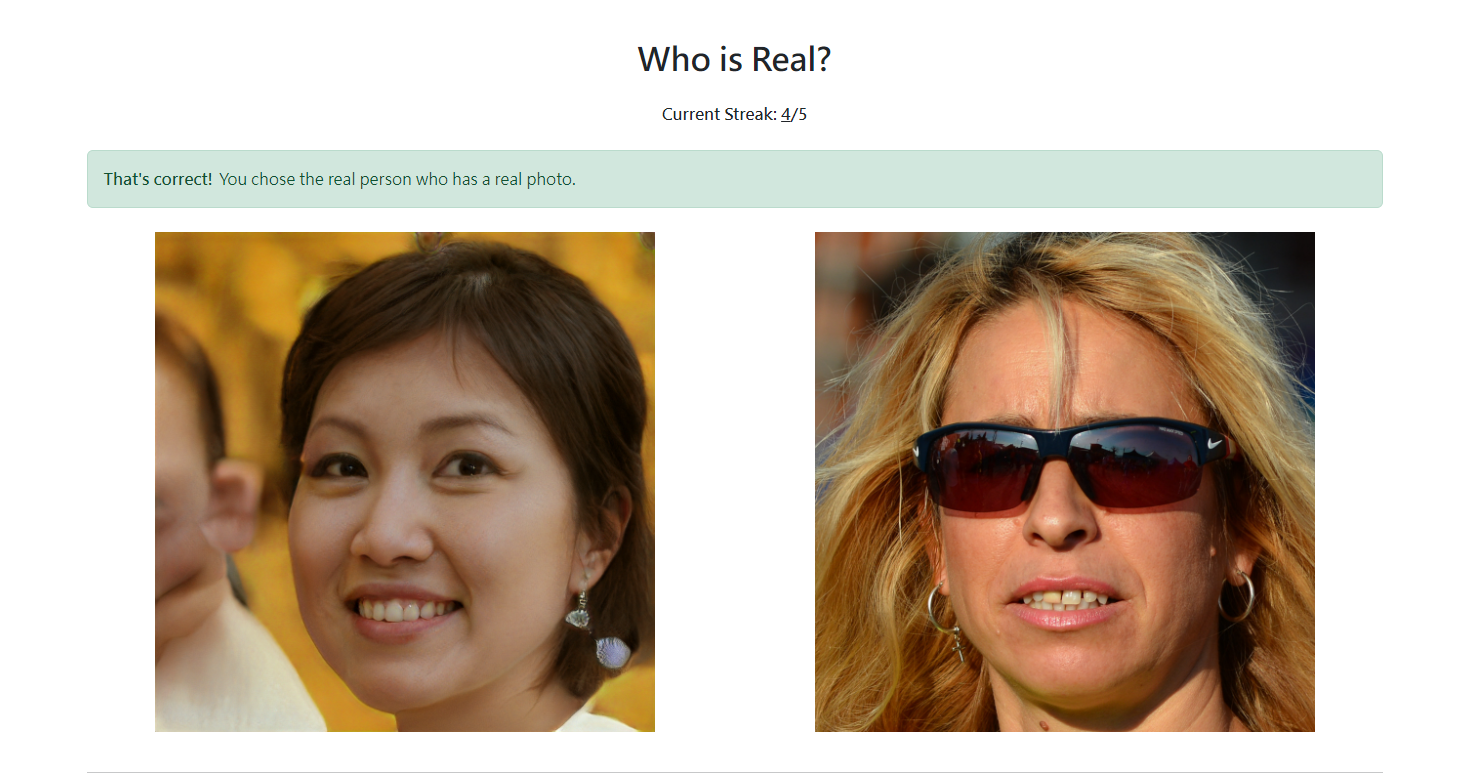 Who is Real?
Current Streak: 4/5
That's correct! You chose the real person who has a real photo.